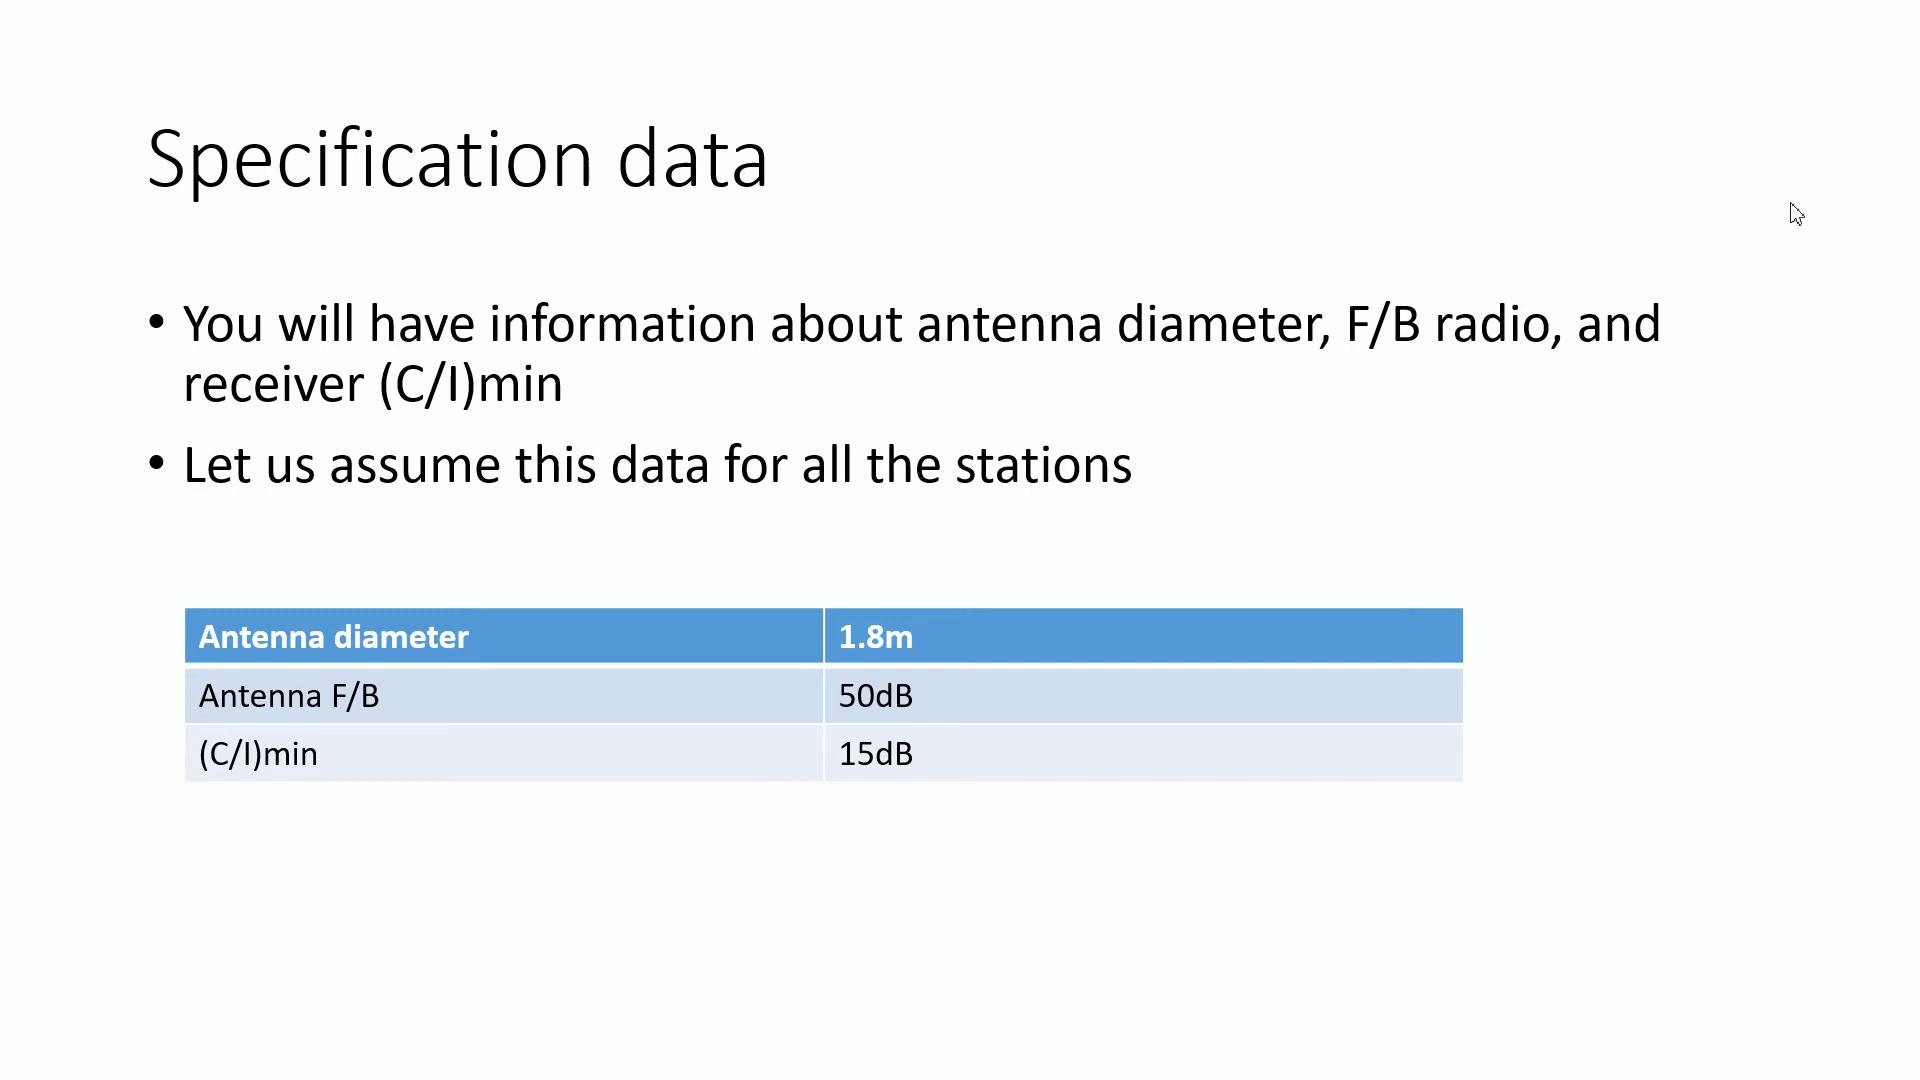 Specification data
• You will have information about antenna diameter, F/B radio, and
receiver (C/I)min
• Let us assume this data for all the stations
Antenna diameter 1.8m
Antenna F/B 50dB
(C/I)min 15dB